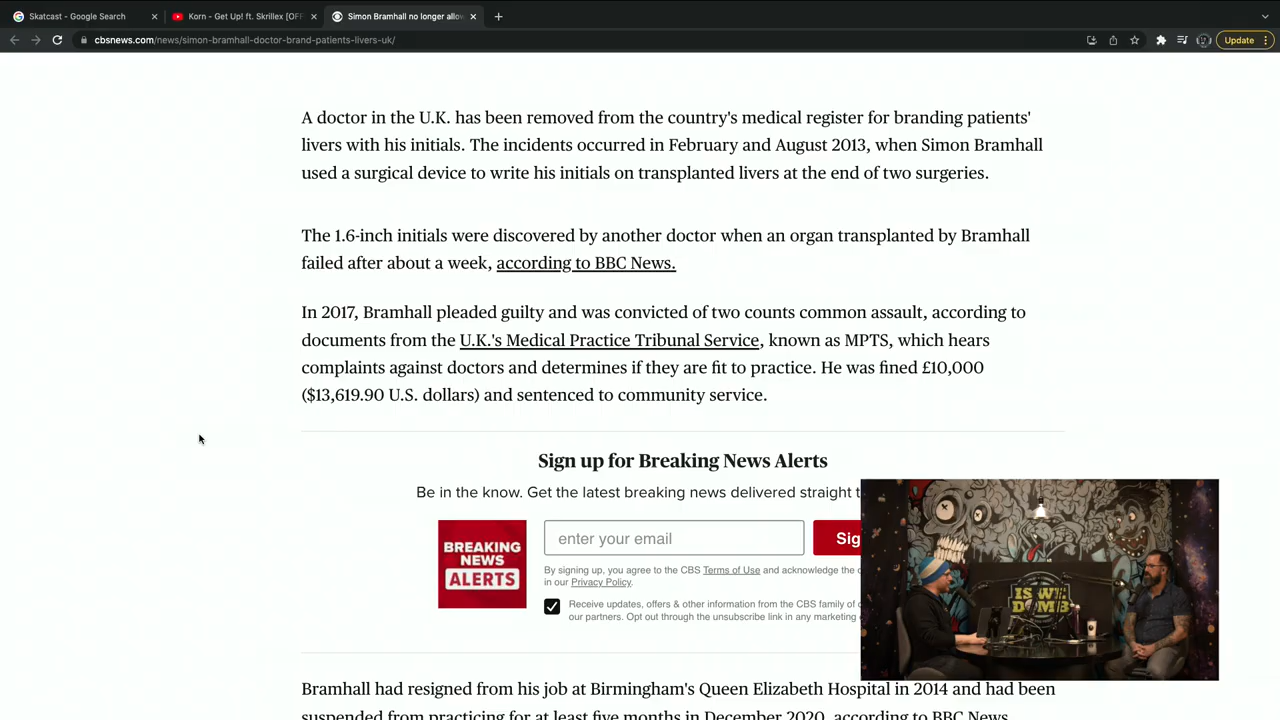 Skatcast - Google Search
Korn - Get Up! ft. Skrillex [OFF
Simon Bramhall no longer allow
cbsnews.com/news/simon-bramhall-doctor-brand-patients-livers-uk/
Update
A doctor in the U.K. has been removed from the country's medical register for branding patients'
livers with his initials. The incidents occurred in February and August 2013, when Simon Bramhall
used a surgical device to write his initials on transplanted livers at the end of two surgeries.
The 1.6-inch initials were discovered by another doctor when an organ transplanted by Bramhall
failed after about a week, according to BBC News.
In 2017, Bramhall pleaded guilty and was convicted of two counts common assault, according to
documents from the U.K.'s Medical Practice Tribunal Service, known as MPTS, which hears
complaints against doctors and determines if they are fit to practice. He was fined £10,000
($13,619.90 U.S. dollars) and sentenced to community service.
Sign up for Breaking News Alerts
Be in the know. Get the latest breaking news delivered straight t
BREAKING
NEWS
ALERTS
enter your email
Sig
By signing up, you agree to the CBS Terms of Use and acknowledge the
in our Privacy Policy.
Receive updates, offers & other information from the CBS family of
our partners. Opt out through the unsubscribe link in any marketing
IS WE
DUMB
Bramhall had resigned from his job at Birmingham's Queen Elizabeth Hospital in 2014 and had been
suspended from practicing for at least five months in December 2020, according to BBC News.